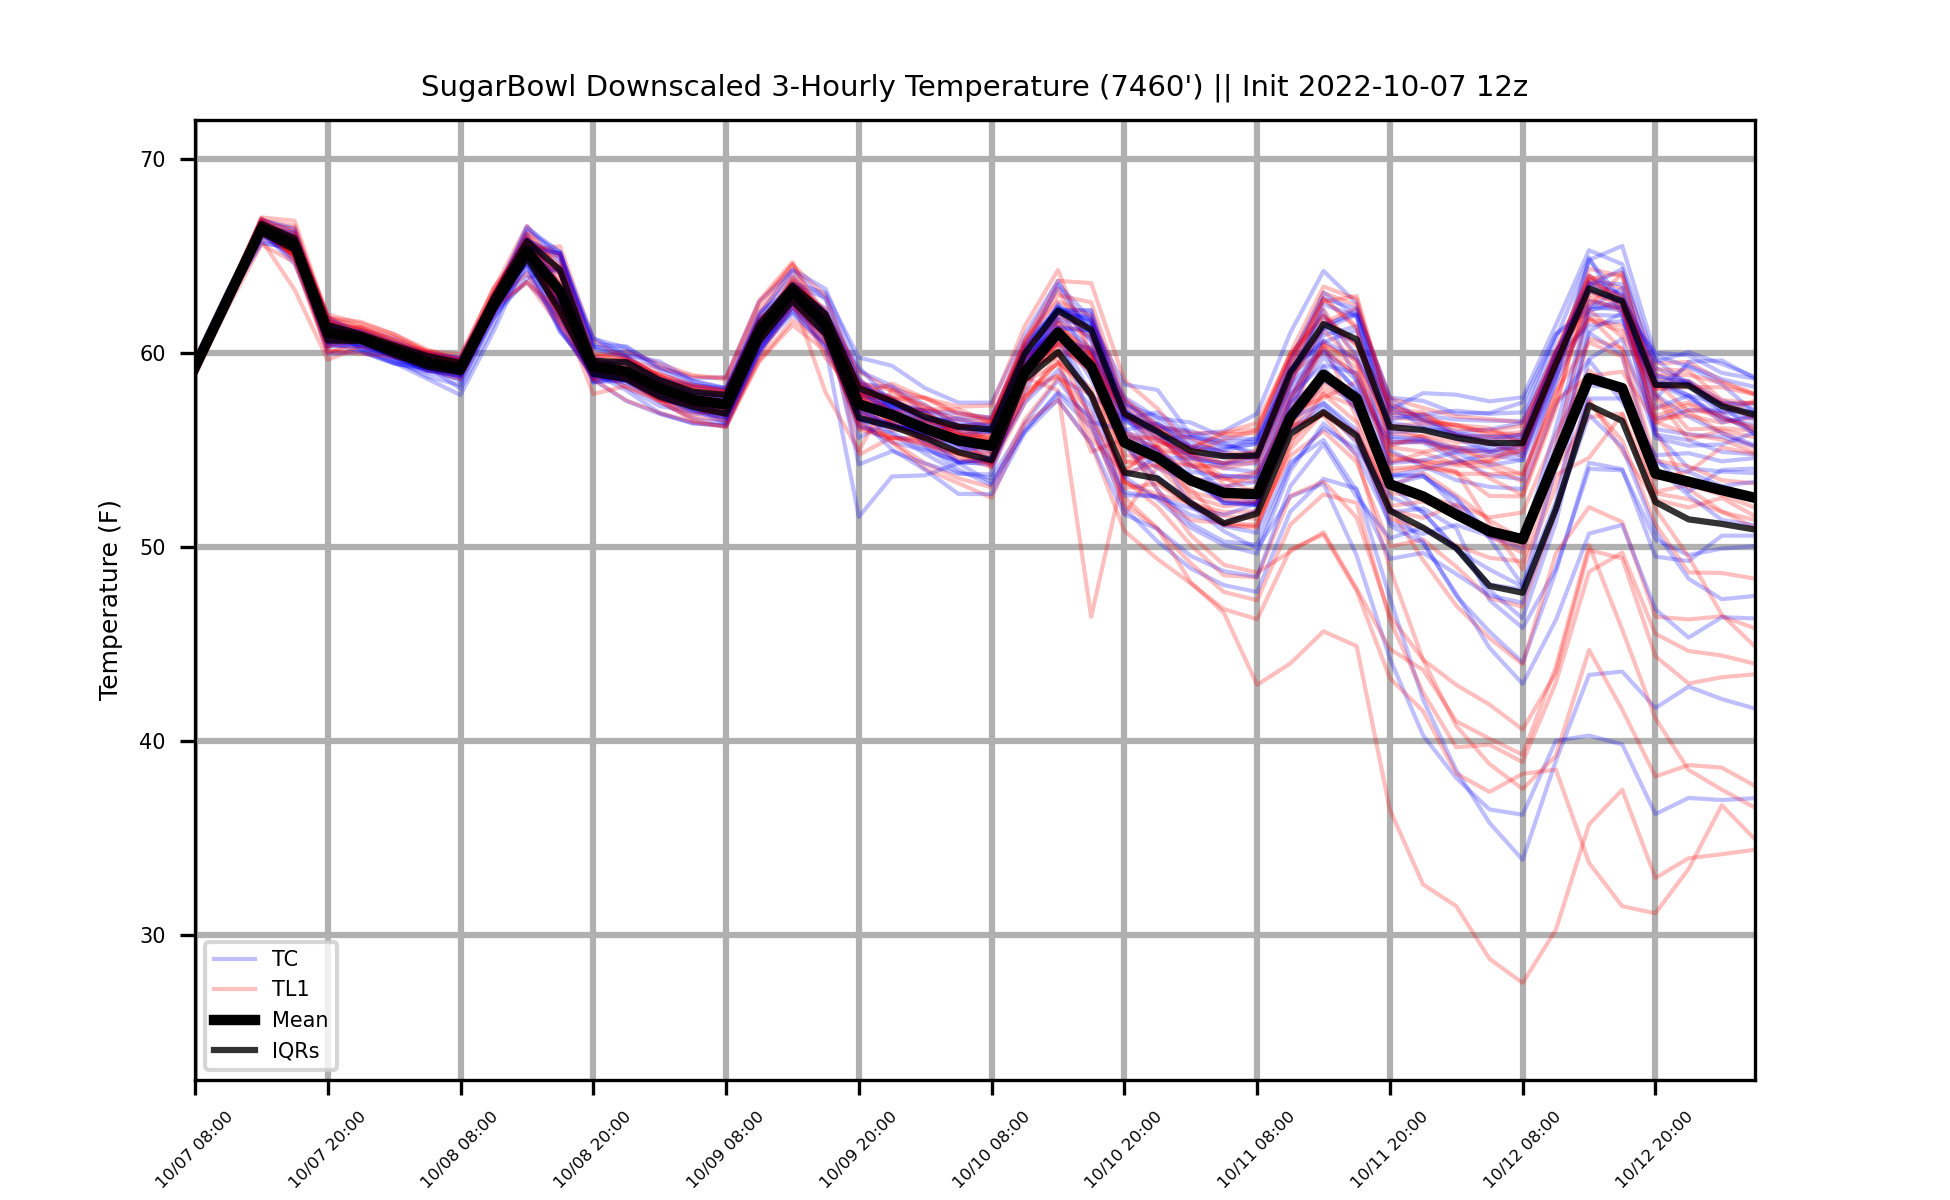 SugarBowl Downscaled 3-Hourly Temperature (7460') || Init 2022-10-07 12z
Temperature (F)
70
60
50
40
30
TC
TL1
Mean
IQRs
10/07 08:00
10/07 20:00
10/08 08:00
10/08 20:00
10/09 08:00
10/09 20:00
10/10 08:00
10/10 20:00
10/11 08:00
10/11 20:00
10/12 08:00
10/12 20:00